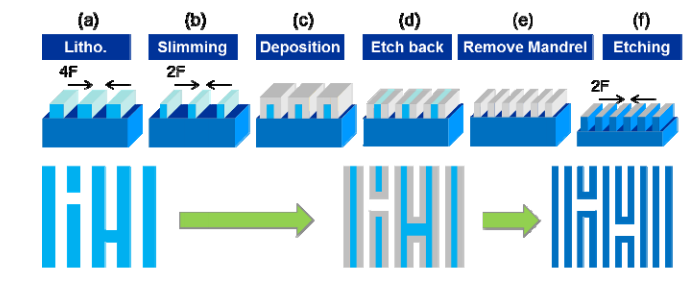 (a) (b) (c) (d) (e) (f)
Litho. Slimming Deposition Etch back Remove Mandrel Etching
4F 2F 2F